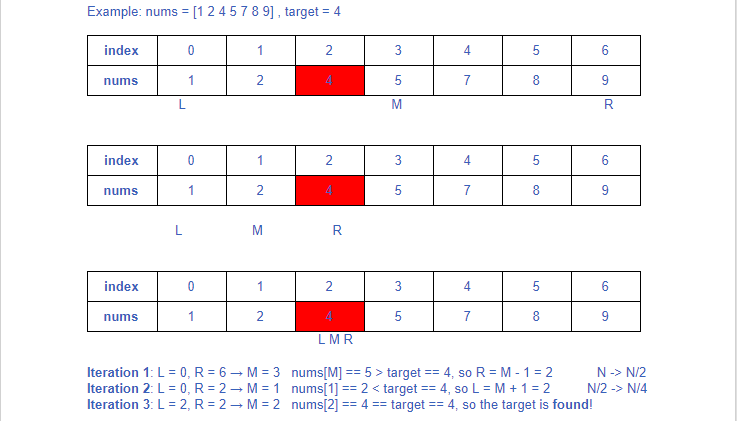 Example: nums = [1 2 4 5 7 8 9] , target = 4
index 0 1 2 3 4 5 6
nums 1 2 4 5 7 8 9
L M R
index 0 1 2 3 4 5 6
nums 1 2 4 5 7 8 9
L M R
index 0 1 2 3 4 5 6
nums 1 2 4 5 7 8 9
L M R
Iteration 1: L = 0, R = 6 → M = 3 nums[M] == 5 > target == 4, so R = M - 1 = 2 N -> N/2
Iteration 2: L = 0, R = 2 → M = 1 nums[1] == 2 < target == 4, so L = M + 1 = 2 N/2 -> N/4
Iteration 3: L = 2, R = 2 → M = 2 nums[2] == 4 == target == 4, so the target is found!